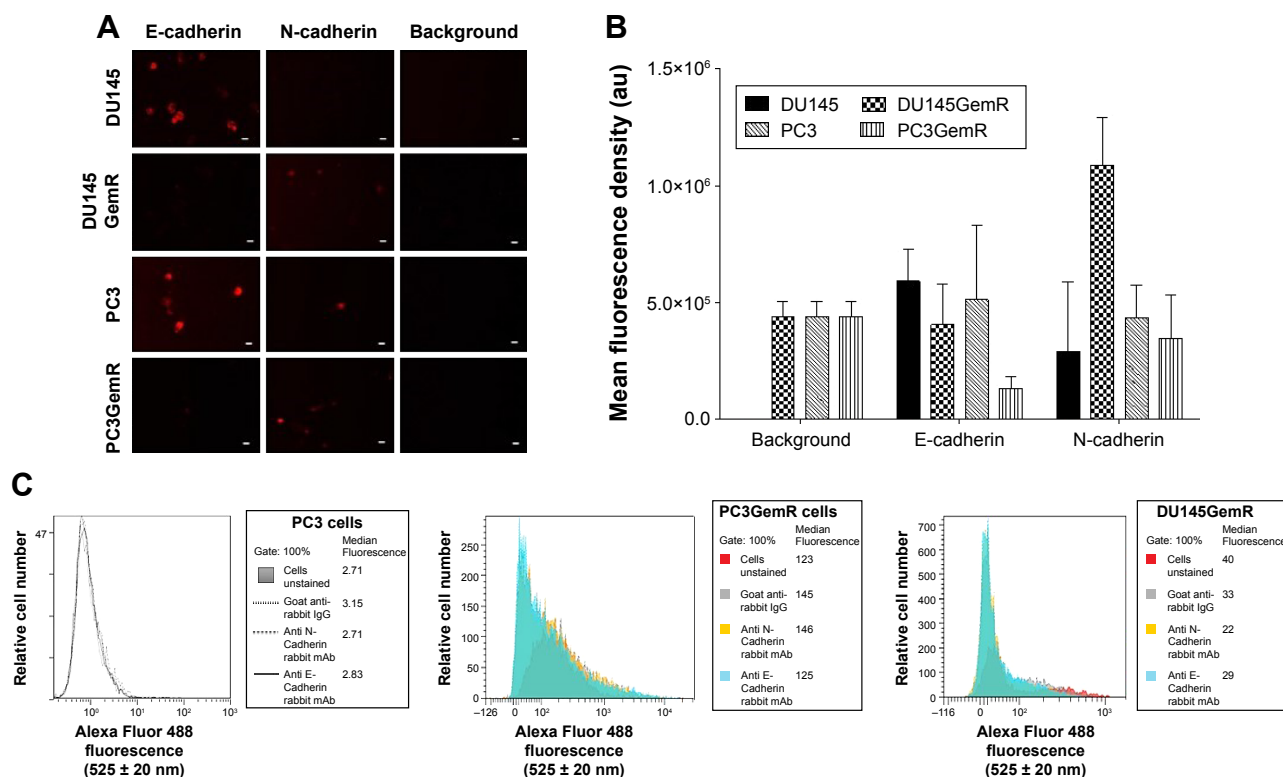 A
E-cadherin N-cadherin Background
DU145
DU145
GemR
PC3
PC3GemR
B
Mean fluorescence density (au)
1.5×10⁶
1.0×10⁶
5.0×10⁵
0.0
DU145 DU145GemR
PC3 PC3GemR
Background E-cadherin N-cadherin
C
Relative cell number
47
10⁰ 10¹ 10² 10³
Alexa Fluor 488
fluorescence
(525 ± 20 nm)
PC3 cells
Gate: 100% Median
Fluorescence
Cells
unstained 2.71
Goat anti-
rabbit IgG 3.15
Anti N-
Cadherin 2.71
rabbit mAb
Anti E-
Cadherin 2.83
rabbit mAb
Relative cell number
250
200
150
100
50
0
−126 0 10² 10³ 10⁴
Alexa Fluor 488
fluorescence
(525 ± 20 nm)
PC3GemR cells
Gate: 100% Median
Fluorescence
Cells 123
unstained
Goat anti- 145
rabbit IgG
Anti N- 146
Cadherin
rabbit mAb
Anti E- 125
Cadherin
rabbit mAb
Relative cell number
700
600
500
400
300
200
100
0
−116 0 10² 10³
Alexa Fluor 488
fluorescence
(525 ± 20 nm)
DU145GemR
Gate: 100% Median
Fluorescence
Cells 40
unstained
Goat anti- 33
rabbit IgG
Anti N- 22
Cadherin
rabbit mAb
Anti E- 29
Cadherin
rabbit mAb